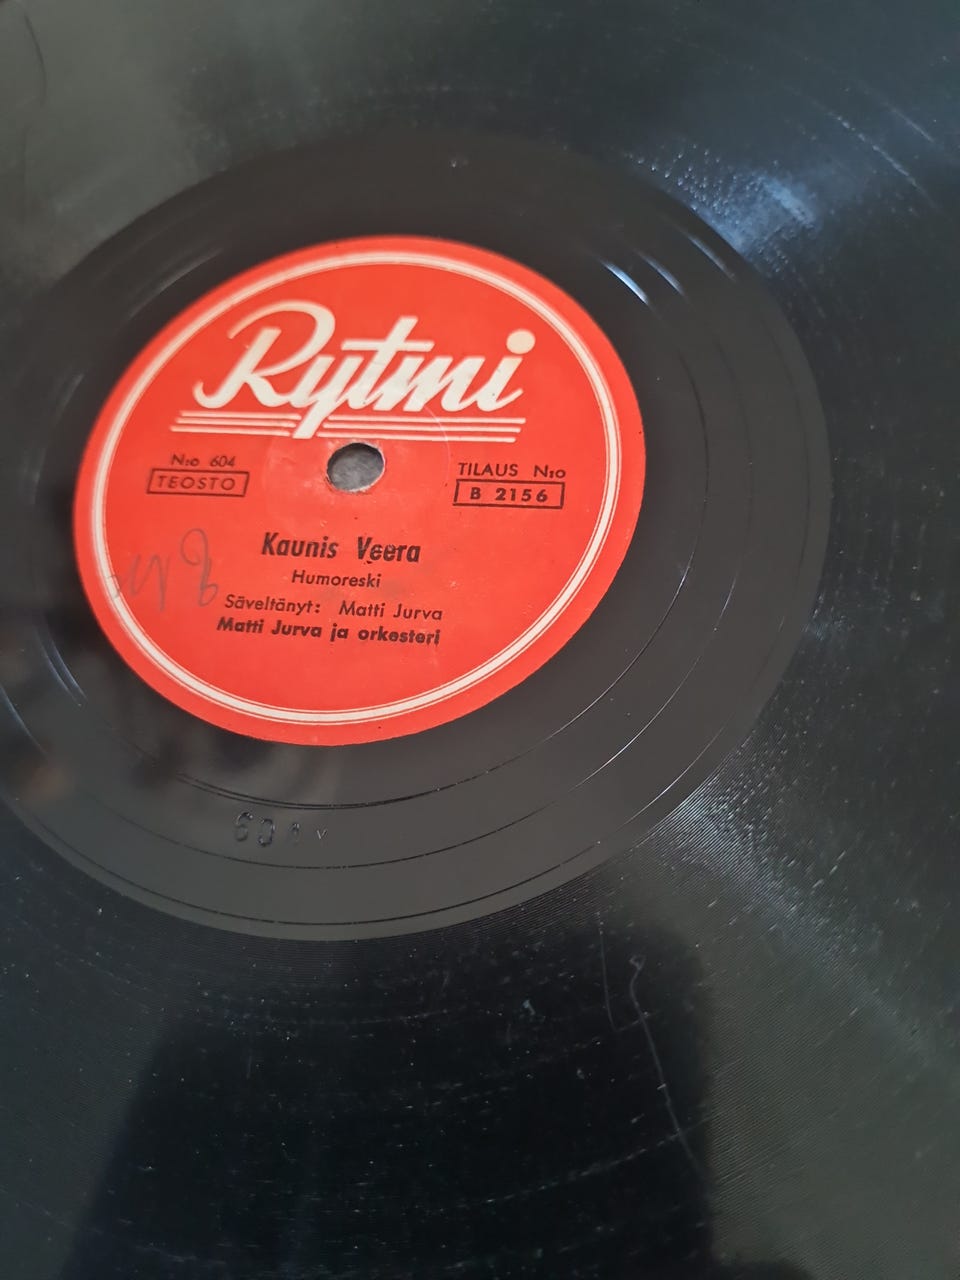 Rytmi
N:o 604
TEOSTO
TILAUS N:o
B 2156
Kaunis Veera
Humoreski
Säveltänyt: Matti Jurva
Matti Jurva ja orkesteri